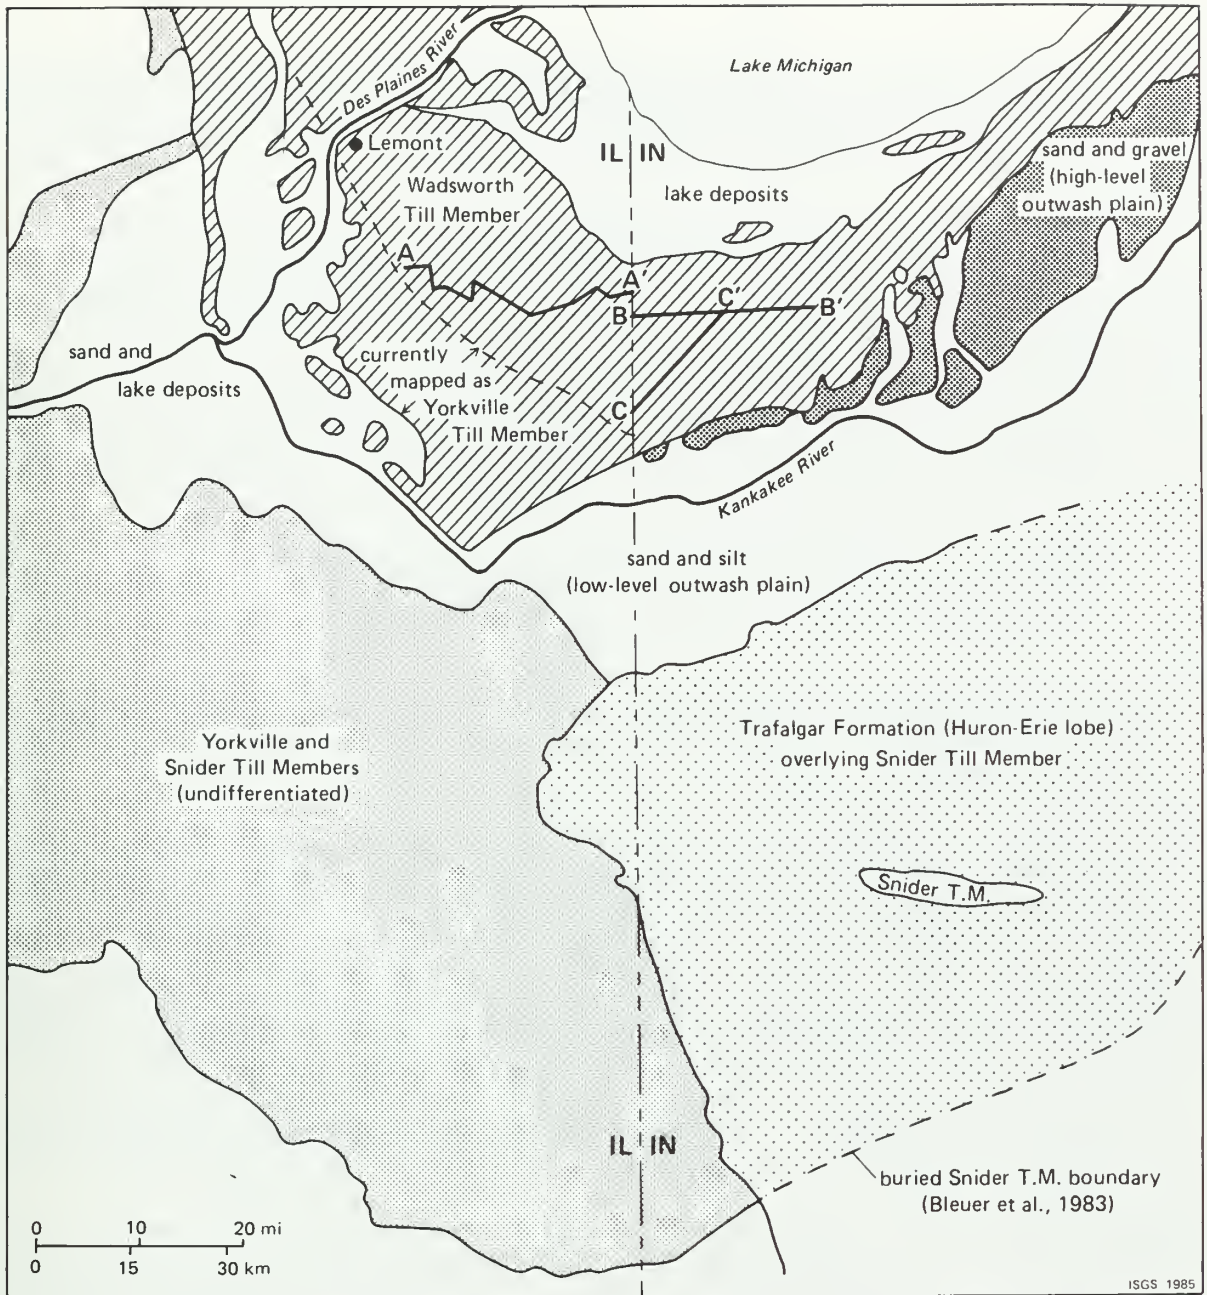 Lake Michigan
Des Plaines River
Lemont
IL IN
sand and gravel
(high-level
outwash plain)
Wadsworth
Till Member
lake deposits
A
A'
B
C'
B'
sand and
lake deposits
currently
mapped as
Yorkville
Till Member
C
Kankakee River
sand and silt
(low-level outwash plain)
Yorkville and
Snider Till Members
(undifferentiated)
Trafalgar Formation (Huron-Erie lobe)
overlying Snider Till Member
Snider T.M.
IL IN
buried Snider T.M. boundary
(Bleuer et al., 1983)
0 10 20 mi
0 15 30 km
ISGS 1985